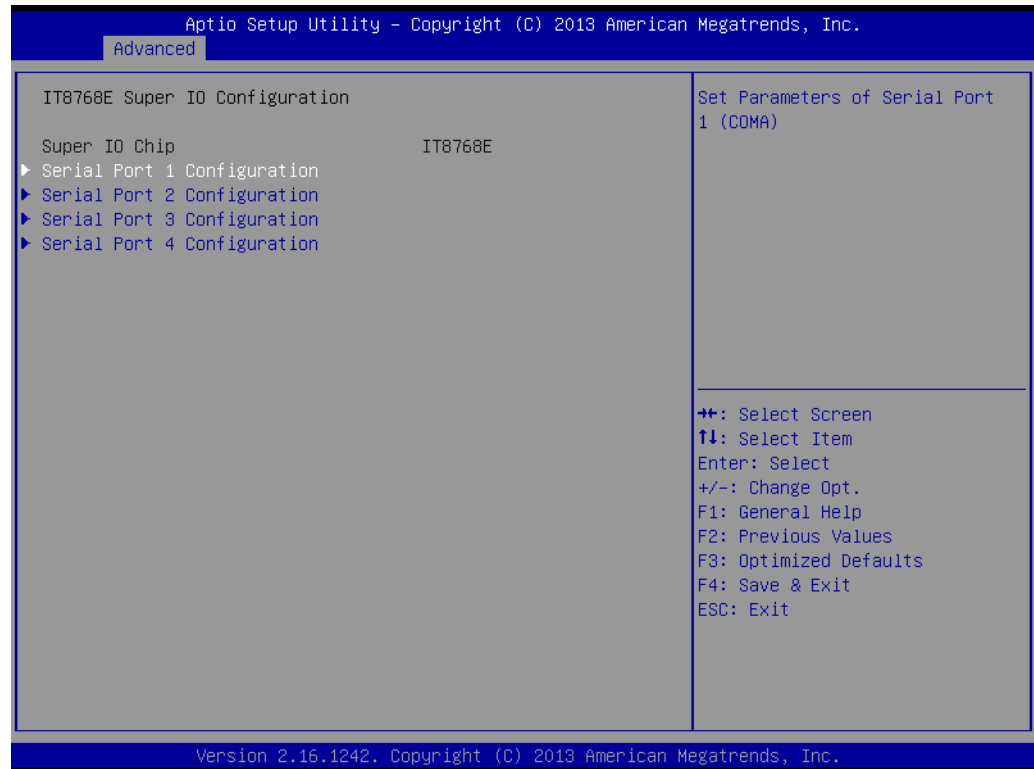 Aptio Setup Utility – Copyright (C) 2013 American Megatrends, Inc.
Advanced
IT8768E Super IO Configuration
Super IO Chip IT8768E
Serial Port 1 Configuration
Serial Port 2 Configuration
Serial Port 3 Configuration
Serial Port 4 Configuration
Set Parameters of Serial Port
1 (COMA)
→←: Select Screen
↑↓: Select Item
Enter: Select
+/-: Change Opt.
F1: General Help
F2: Previous Values
F3: Optimized Defaults
F4: Save & Exit
ESC: Exit
Version 2.16.1242. Copyright (C) 2013 American Megatrends, Inc.